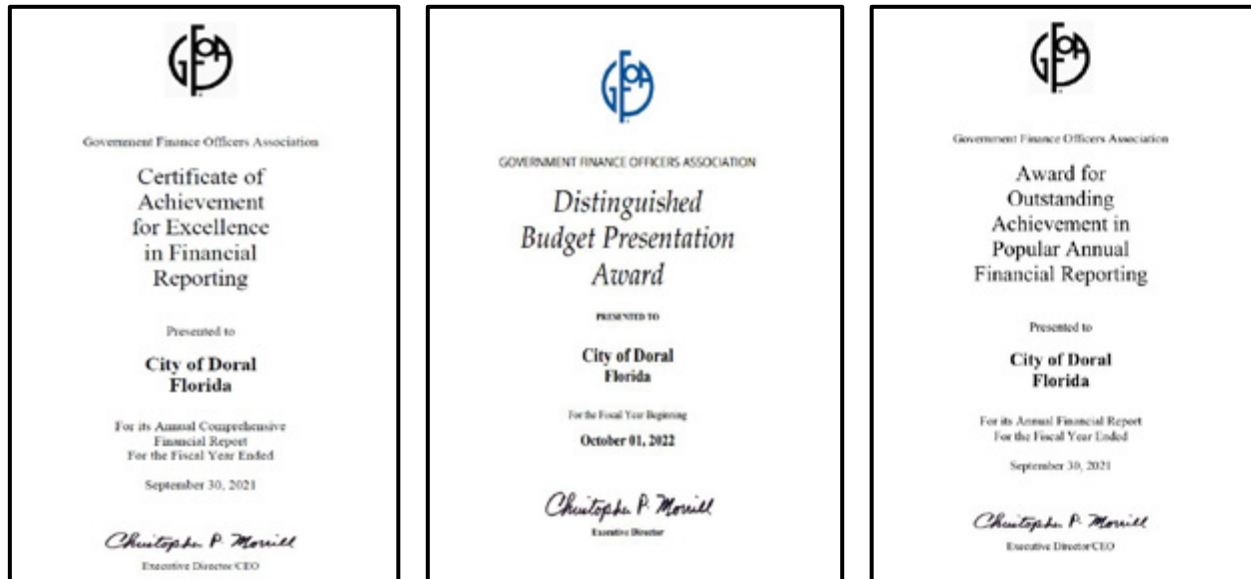 GFOA
Government Finance Officers Association
Certificate of
Achievement
for Excellence
in Financial
Reporting
Presented to
City of Doral
Florida
For its Annual Comprehensive
Financial Report
For the Fiscal Year Ended
September 30, 2021
Christopher P. Morrill
Executive Director/CEO
GFOA
GOVERNMENT FINANCE OFFICERS ASSOCIATION
Distinguished
Budget Presentation
Award
PRESENTED TO
City of Doral
Florida
For the Fiscal Year Beginning
October 01, 2022
Christopher P. Morrill
Executive Director
GFOA
Government Finance Officers Association
Award for
Outstanding
Achievement in
Popular Annual
Financial Reporting
Presented to
City of Doral
Florida
For its Annual Financial Report
For the Fiscal Year Ended
September 30, 2021
Christopher P. Morrill
Executive Director/CEO